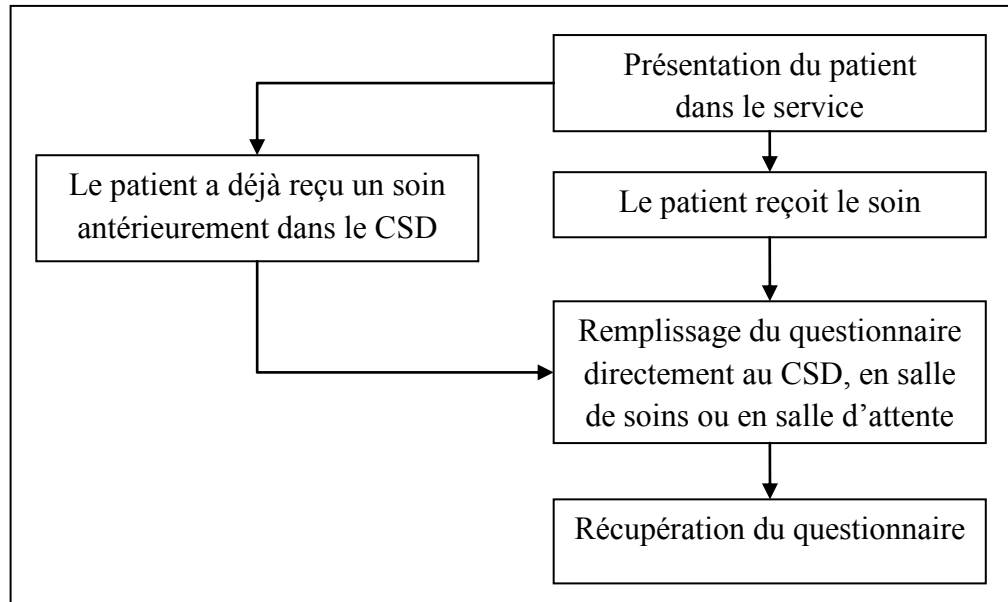 Présentation du patient
dans le service
Le patient a déjà reçu un soin
antérieurement dans le CSD
Le patient reçoit le soin
Remplissage du questionnaire
directement au CSD, en salle
de soins ou en salle d’attente
Récupération du questionnaire